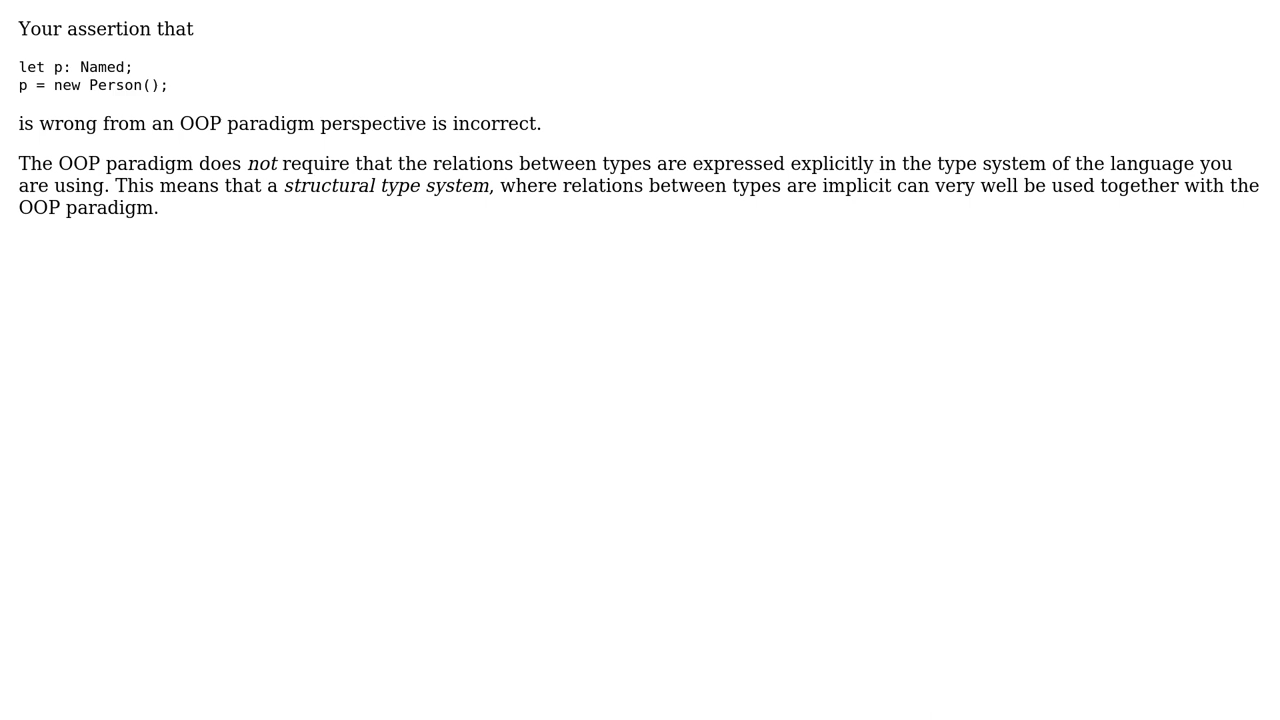 Your assertion that
let p: Named;
p = new Person();
is wrong from an OOP paradigm perspective is incorrect.
The OOP paradigm does not require that the relations between types are expressed explicitly in the type system of the language you
are using. This means that a structural type system, where relations between types are implicit can very well be used together with the
OOP paradigm.